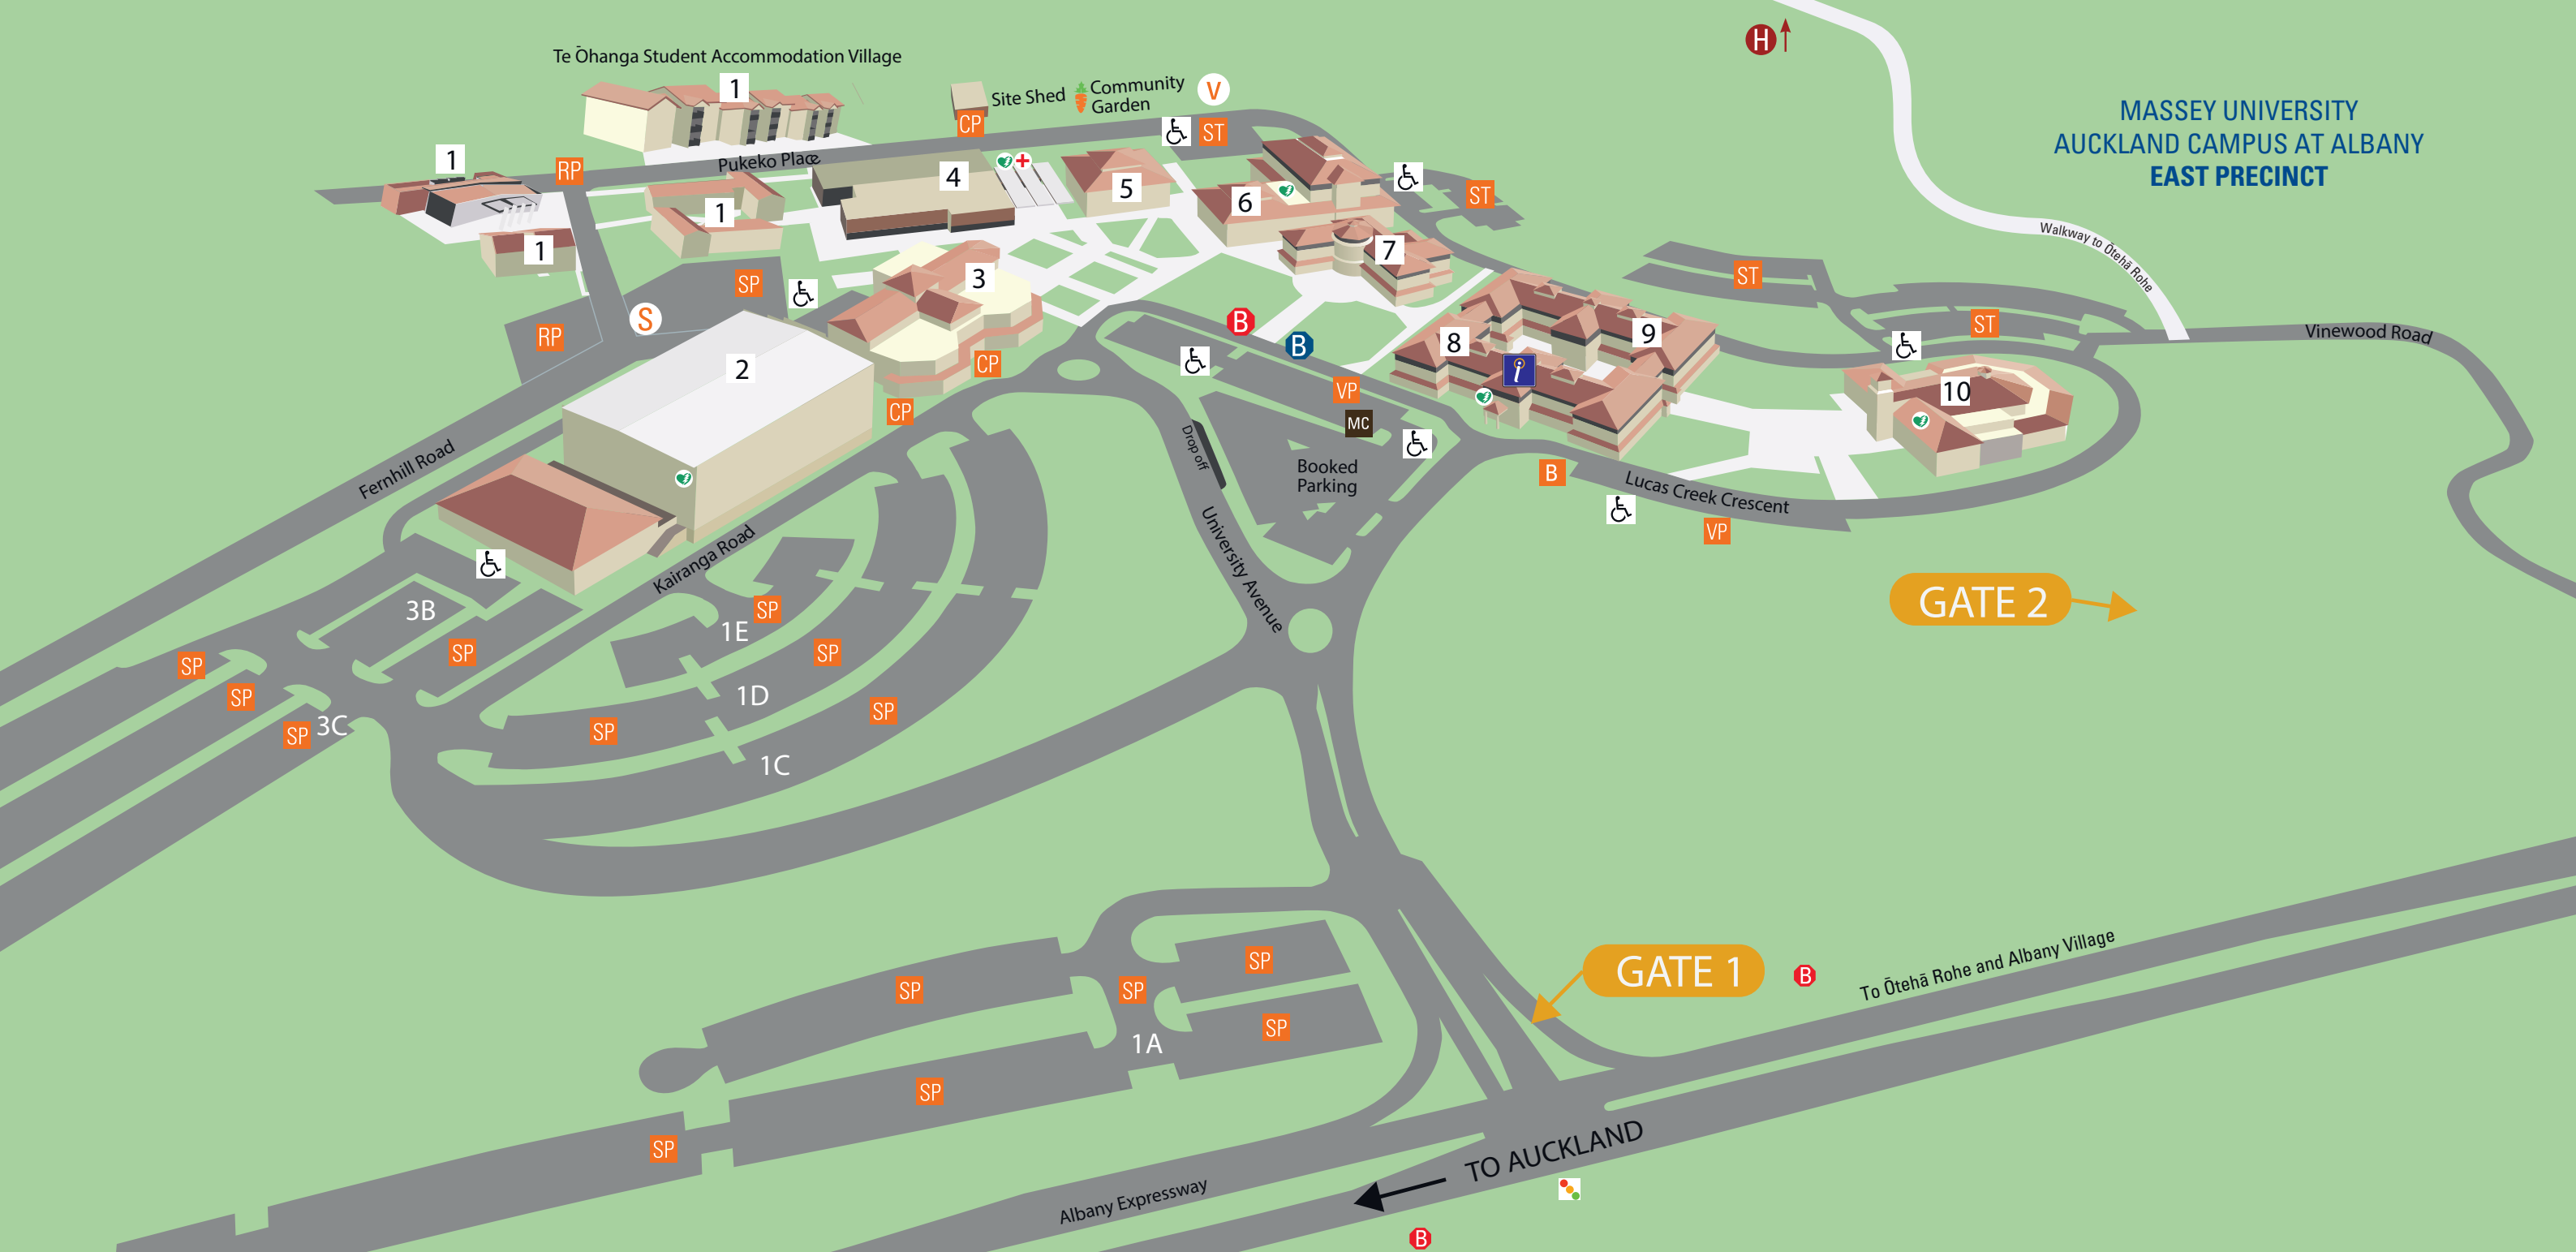 MASSEY UNIVERSITY
AUCKLAND CAMPUS AT ALBANY
EAST PRECINCT
H
Te Ōhanga Student Accommodation Village
1
Site Shed
Community
Garden
V
CP
ST
1
RP
Pukeko Place
4
5
6
ST
1
1
7
Walkway to Ōtehā Rohe
SP
3
ST
S
RP
B
B
8
9
ST
Vinewood Road
2
CP
VP
i
10
CP
MC
Drop off
Booked
Parking
B
Lucas Creek Crescent
VP
Fernhill Road
Kairanga Road
University Avenue
GATE 2
3B
SP
1E
SP
SP
SP
SP
SP
3C
1D
SP
SP
1C
GATE 1
B
To Ōtehā Rohe and Albany Village
SP
SP
SP
SP
1A
SP
SP
TO AUCKLAND
Albany Expressway
B